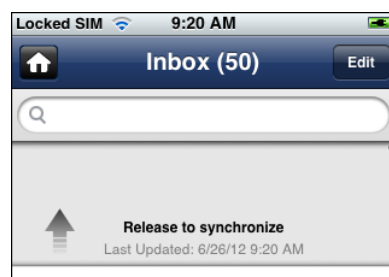 Locked SIM 9:20 AM
Inbox (50)
Edit
Release to synchronize
Last Updated: 6/26/12 9:20 AM